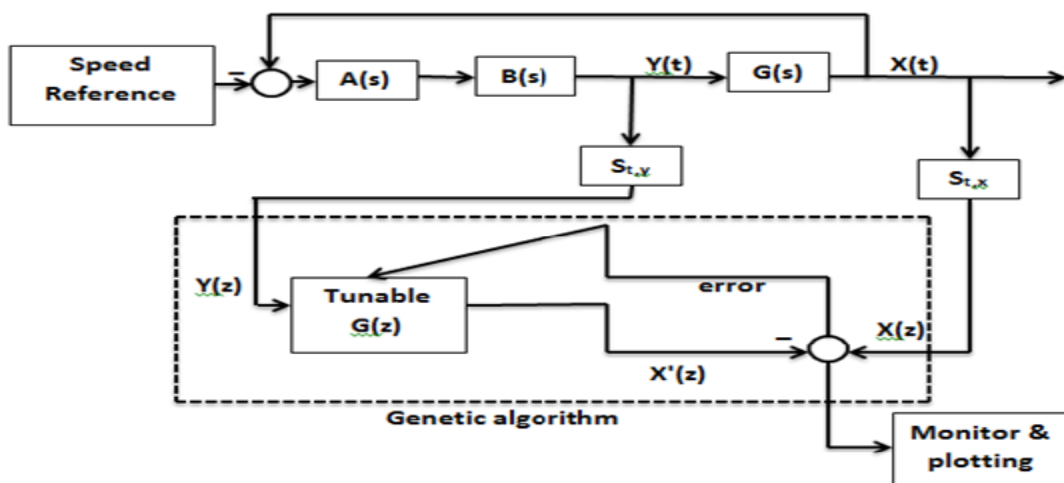 Speed
Reference
–
A(s)
B(s)
Y(t)
G(s)
X(t)
St,y
St,x
Y(z)
Tunable
G(z)
error
–
X(z)
X'(z)
Genetic algorithm
Monitor &
plotting